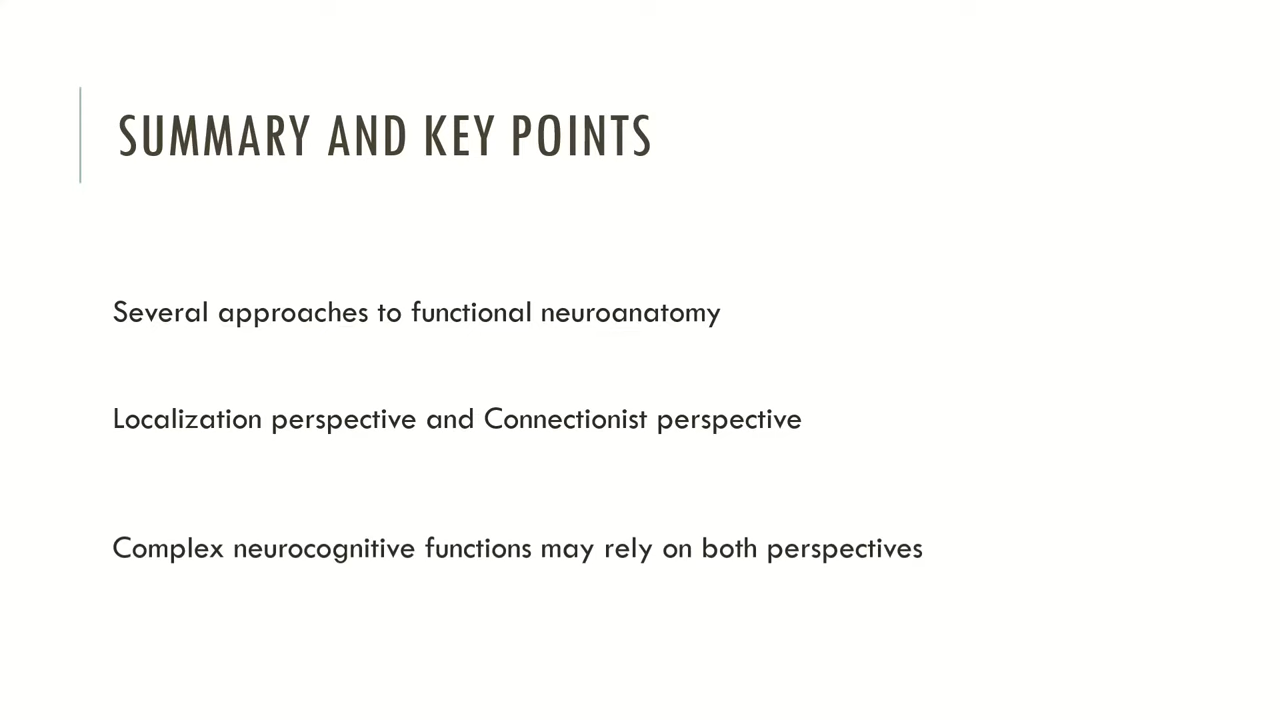 SUMMARY AND KEY POINTS
Several approaches to functional neuroanatomy
Localization perspective and Connectionist perspective
Complex neurocognitive functions may rely on both perspectives